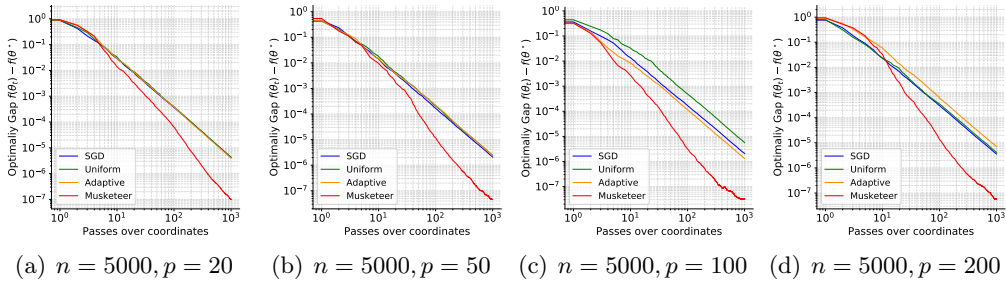 Optimality Gap f(θt) − f(θ*)
10^0
10^-1
10^-2
10^-3
10^-4
10^-5
10^-6
10^-7
SGD
Uniform
Adaptive
Musketeer
10^0 10^1 10^2 10^3
Passes over coordinates
(a) n = 5000, p = 20
Optimality Gap f(θt) − f(θ*)
10^0
10^-1
10^-2
10^-3
10^-4
10^-5
10^-6
10^-7
SGD
Uniform
Adaptive
Musketeer
10^0 10^1 10^2 10^3
Passes over coordinates
(b) n = 5000, p = 50
Optimality Gap f(θt) − f(θ*)
10^0
10^-1
10^-2
10^-3
10^-4
10^-5
10^-6
10^-7
SGD
Uniform
Adaptive
Musketeer
10^0 10^1 10^2 10^3
Passes over coordinates
(c) n = 5000, p = 100
Optimality Gap f(θt) − f(θ*)
10^0
10^-1
10^-2
10^-3
10^-4
10^-5
10^-6
10^-7
SGD
Uniform
Adaptive
Musketeer
10^0 10^1 10^2 10^3
Passes over coordinates
(d) n = 5000, p = 200